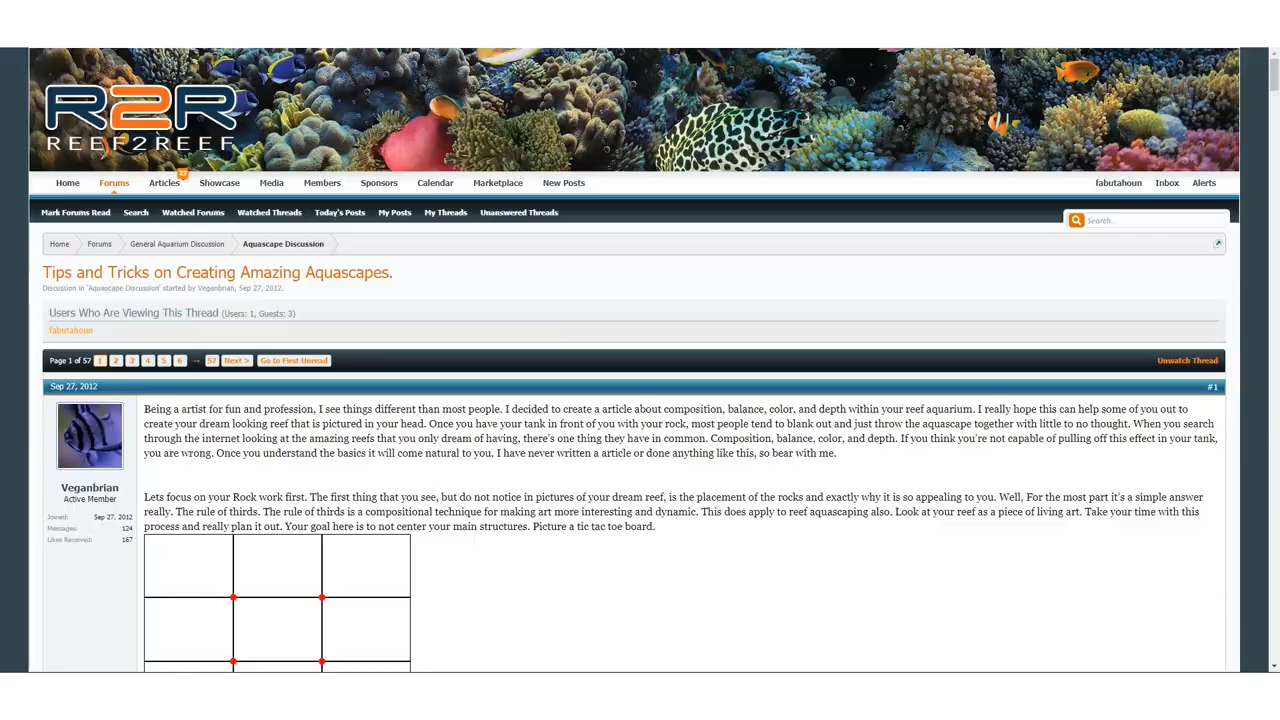 R2R
REEF2REEF
22
Home Forums Articles Showcase Media Members Sponsors Calendar Marketplace New Posts fabutahoun Inbox Alerts
Mark Forums Read Search Watched Forums Watched Threads Today's Posts My Posts My Threads Unanswered Threads
Search...
Home Forums General Aquarium Discussion Aquascape Discussion
Tips and Tricks on Creating Amazing Aquascapes.
Discussion in 'Aquascape Discussion' started by Veganbrian, Sep 27, 2012.
Users Who Are Viewing This Thread (Users: 1, Guests: 3)
fabutahoun
Page 1 of 57 1 2 3 4 5 6 → 57 Next > Go to First Unread Unwatch Thread
Sep 27, 2012 #1
Being a artist for fun and profession, I see things different than most people. I decided to create a article about composition, balance, color, and depth within your reef aquarium. I really hope this can help some of you out to
create your dream looking reef that is pictured in your head. Once you have your tank in front of you with your rock, most people tend to blank out and just throw the aquascape together with little to no thought. When you search
through the internet looking at the amazing reefs that you only dream of having, there's one thing they have in common. Composition, balance, color, and depth. If you think you're not capable of pulling off this effect in your tank,
you are wrong. Once you understand the basics it will come natural to you. I have never written a article or done anything like this, so bear with me.
Veganbrian
Active Member
Joined: Sep 27, 2012
Messages: 124
Likes Received: 167
Lets focus on your Rock work first. The first thing that you see, but do not notice in pictures of your dream reef, is the placement of the rocks and exactly why it is so appealing to you. Well, For the most part it's a simple answer
really. The rule of thirds. The rule of thirds is a compositional technique for making art more interesting and dynamic. This does apply to reef aquascaping also. Look at your reef as a piece of living art. Take your time with this
process and really plan it out. Your goal here is to not center your main structures. Picture a tic tac toe board.